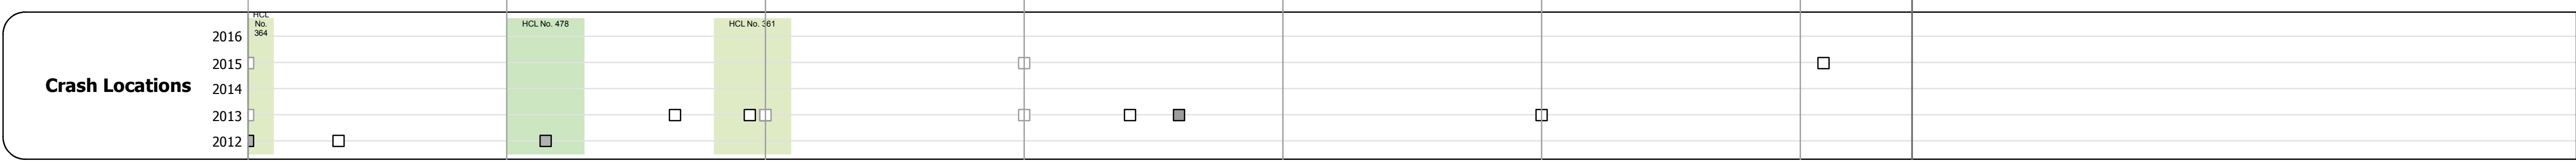 HCL
No.
364
HCL No. 478
HCL No. 361
2016
2015
2014
2013
2012
Crash Locations